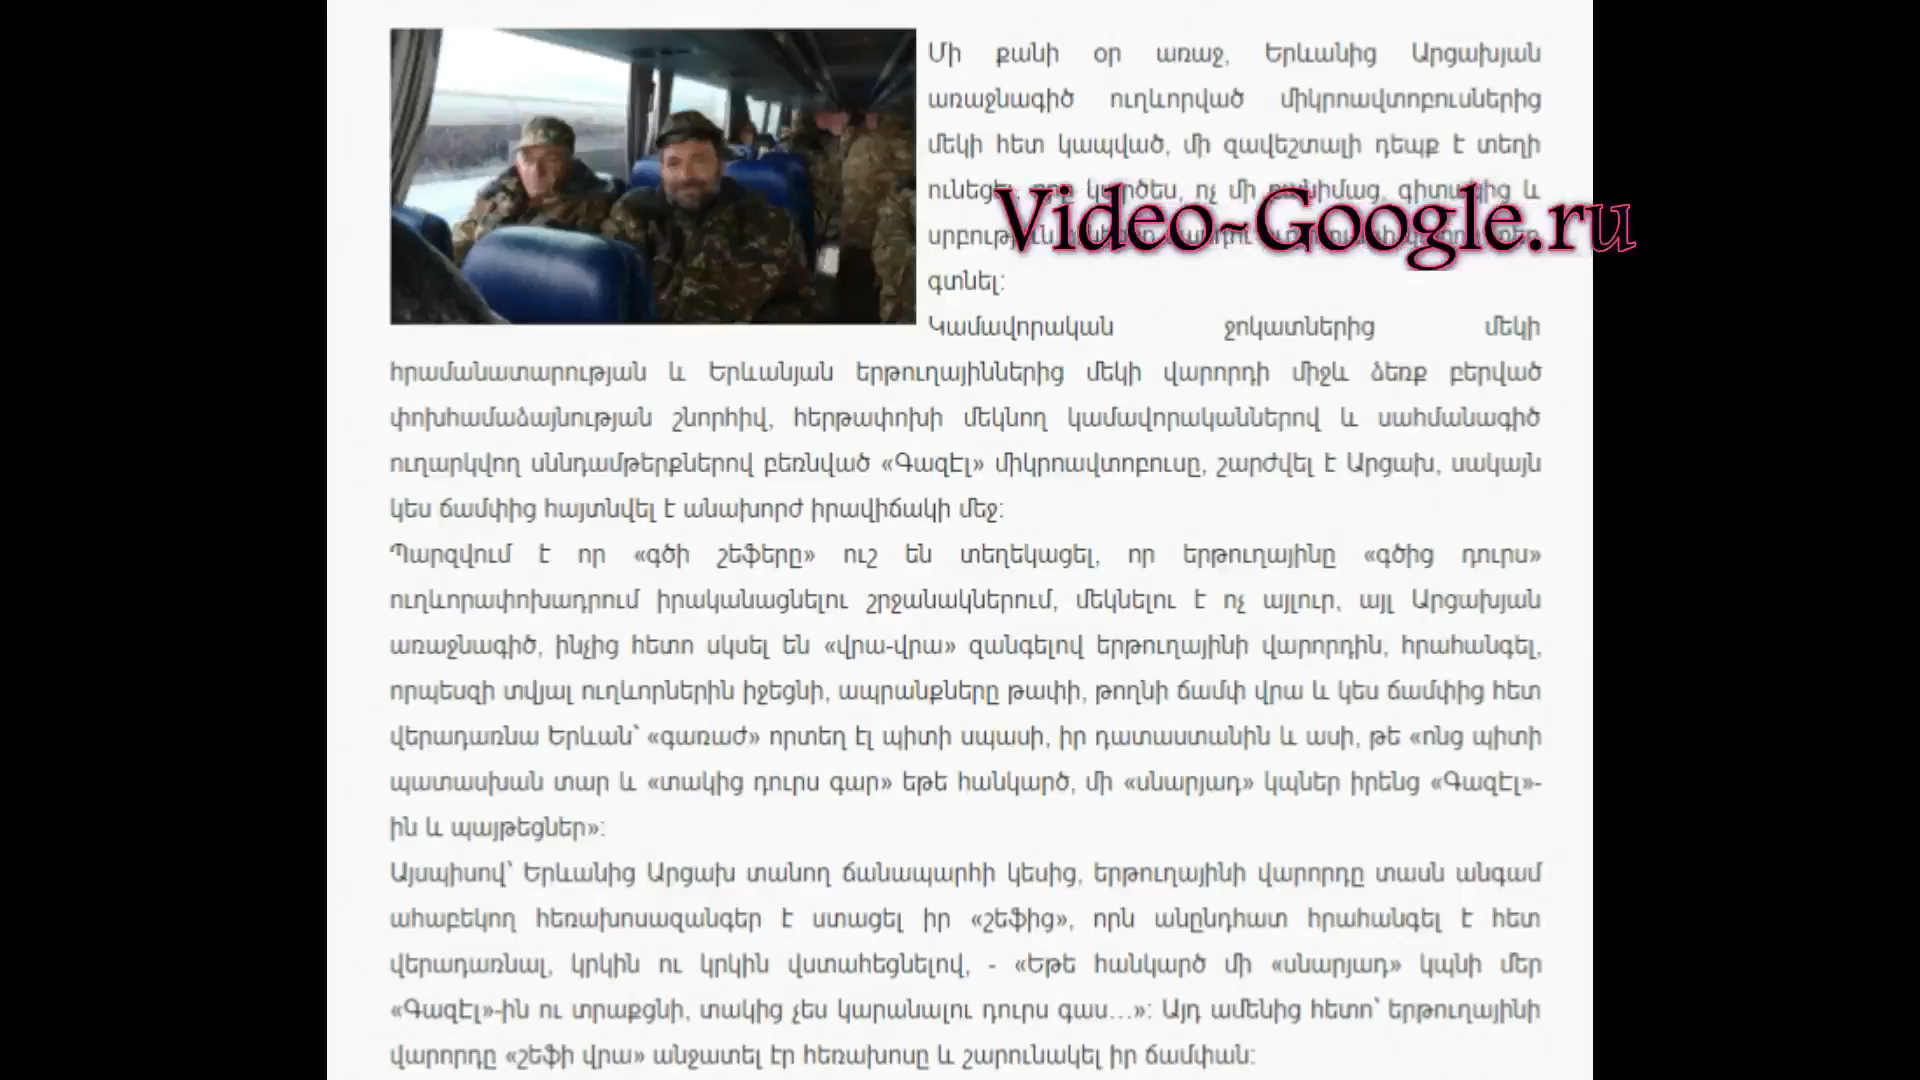 Մի քանի օր առաջ, Երևանից Արցախյան
առաջնագիծ ուղևորված միկրոավտոբուսներից
մեկի հետ կապված, մի զավեշտալի դեպք է տեղի
ոչ մի գիտակից և
Video~Google.ru
գտնել:
Կամավորական ջոկատներից մեկի
հրամանատարության և Երևանյան երթուղայիններից մեկի վարորդի միջև ձեռք բերված
փոխհամաձայնության շնորհիվ, հերթափոխի մեկնող կամավորականներով և սահմանագիծ
ուղարկվող սննդամթերքներով բեռնված «Գազէլ» միկրոավտոբուսը, շարժվել է Արցախ, սակայն
կես ճամփից հայտնվել է անախորժ իրավիճակի մեջ:
Պարզվում է որ «գծի շեֆերը» ուշ են տեղեկացել, որ երթուղայինը «գծից դուրս»
ուղևորափոխադրում իրականացնելու շրջանակներում, մեկնելու է ոչ այլուր, այլ Արցախյան
առաջնագիծ, ինչից հետո սկսել են «վրա-վրա» զանգելով երթուղայինի վարորդին, հրահանգել,
որպեսզի տվյալ ուղևորներին իջեցնի, ապրանքները թափի, թողնի ճամփ վրա և կես ճամփից հետ
վերադառնա Երևան՝ «գառաժ» որտեղ էլ պիտի սպասի, իր դատաստանին և ասի, թե «ոնց պիտի
պատասխան տար և «տակից դուրս գար» եթե հանկարծ, մի «սնարյադ» կպներ իրենց «Գազէլ»-
ին և պայթեցներ»:
Այսպիսով՝ Երևանից Արցախ տանող ճանապարհի կեսից, երթուղայինի վարորդը տասն անգամ
ահաբեկող հեռախոսազանգեր է ստացել իր «շեֆից», որն անընդհատ հրահանգել է հետ
վերադառնալ, կրկին ու կրկին վստահեցնելով, - «Եթե հանկարծ մի «սնարյադ» կպնի մեր
«Գազէլ»-ին ու տրաքցնի, տակից չես կարանալու դուրս գաս...»: Այդ ամենից հետո՝ երթուղայինի
վարորդը «շեֆի վրա» անջատել էր հեռախոսը և շարունակել իր ճամփան: